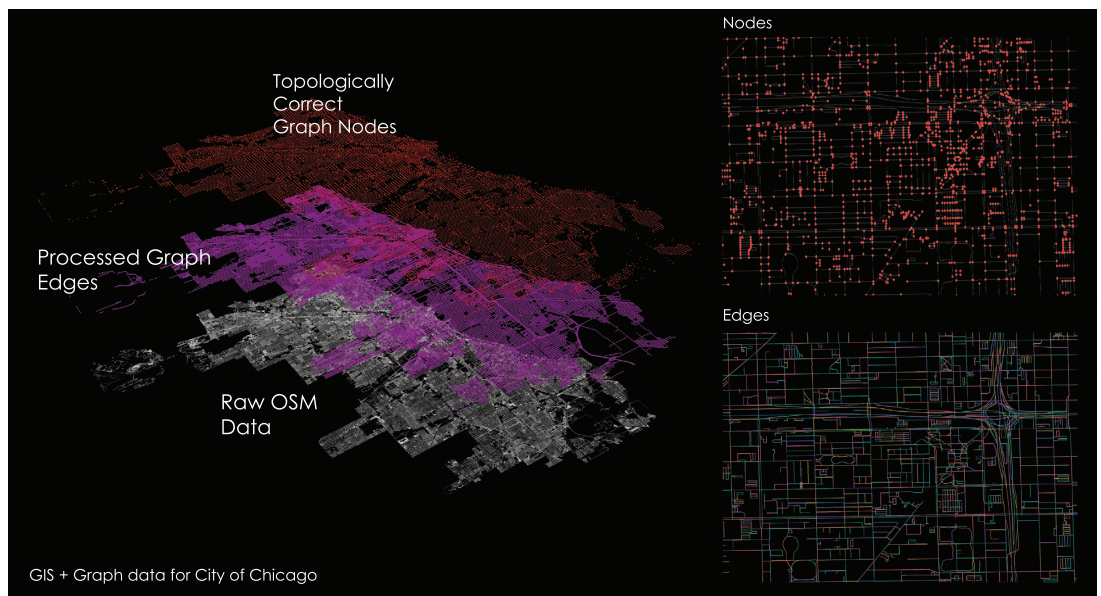 Topologically
Correct
Graph Nodes
Processed Graph
Edges
Raw OSM
Data
GIS + Graph data for City of Chicago
Nodes
Edges